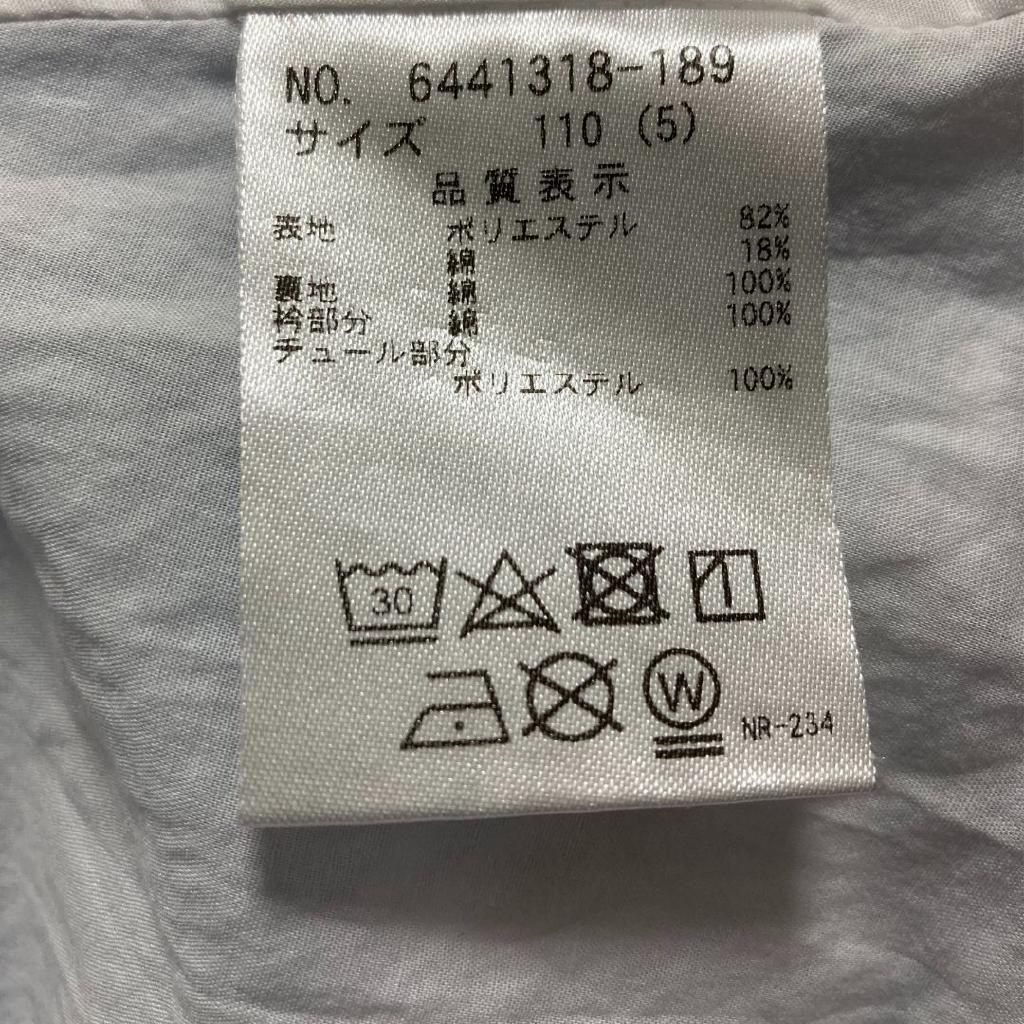 NO. 6441318-189
サイズ 110 (5)
品質表示
表地 ポリエステル 82%
綿 18%
裏地 綿 100%
衿部分 綿 100%
チュール部分
ポリエステル 100%
30
W
NR-234